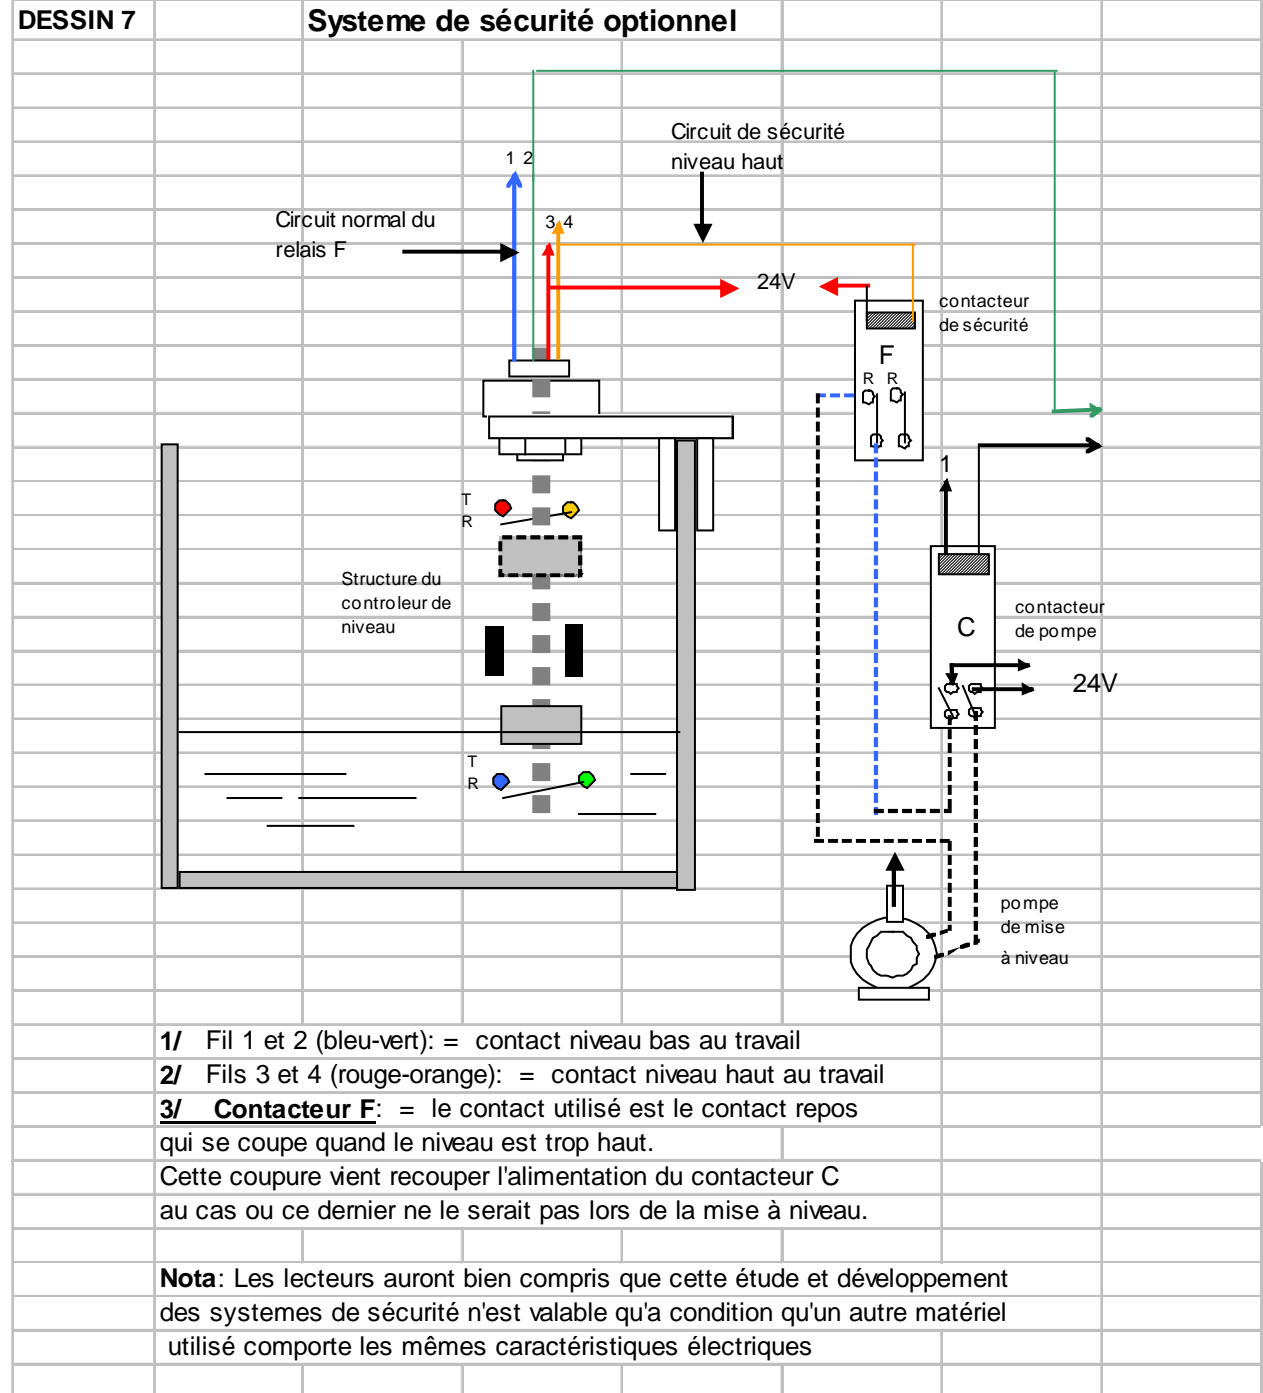 DESSIN 7
Systeme de sécurité optionnel
Circuit de sécurité
niveau haut
1 2
3 4
Circuit normal du
relais F
24V
contacteur
de sécurité
F
R R
1
T
R
Structure du
controleur de
niveau
contacteur
de pompe
C
24V
T
R
pompe
de mise
à niveau
1/ Fil 1 et 2 (bleu-vert): = contact niveau bas au travail
2/ Fils 3 et 4 (rouge-orange): = contact niveau haut au travail
3/ Contacteur F: = le contact utilisé est le contact repos
qui se coupe quand le niveau est trop haut.
Cette coupure vient recouper l'alimentation du contacteur C
au cas ou ce dernier ne le serait pas lors de la mise à niveau.
Nota: Les lecteurs auront bien compris que cette étude et développement
des systemes de sécurité n'est valable qu'a condition qu'un autre matériel
utilisé comporte les mêmes caractéristiques électriques